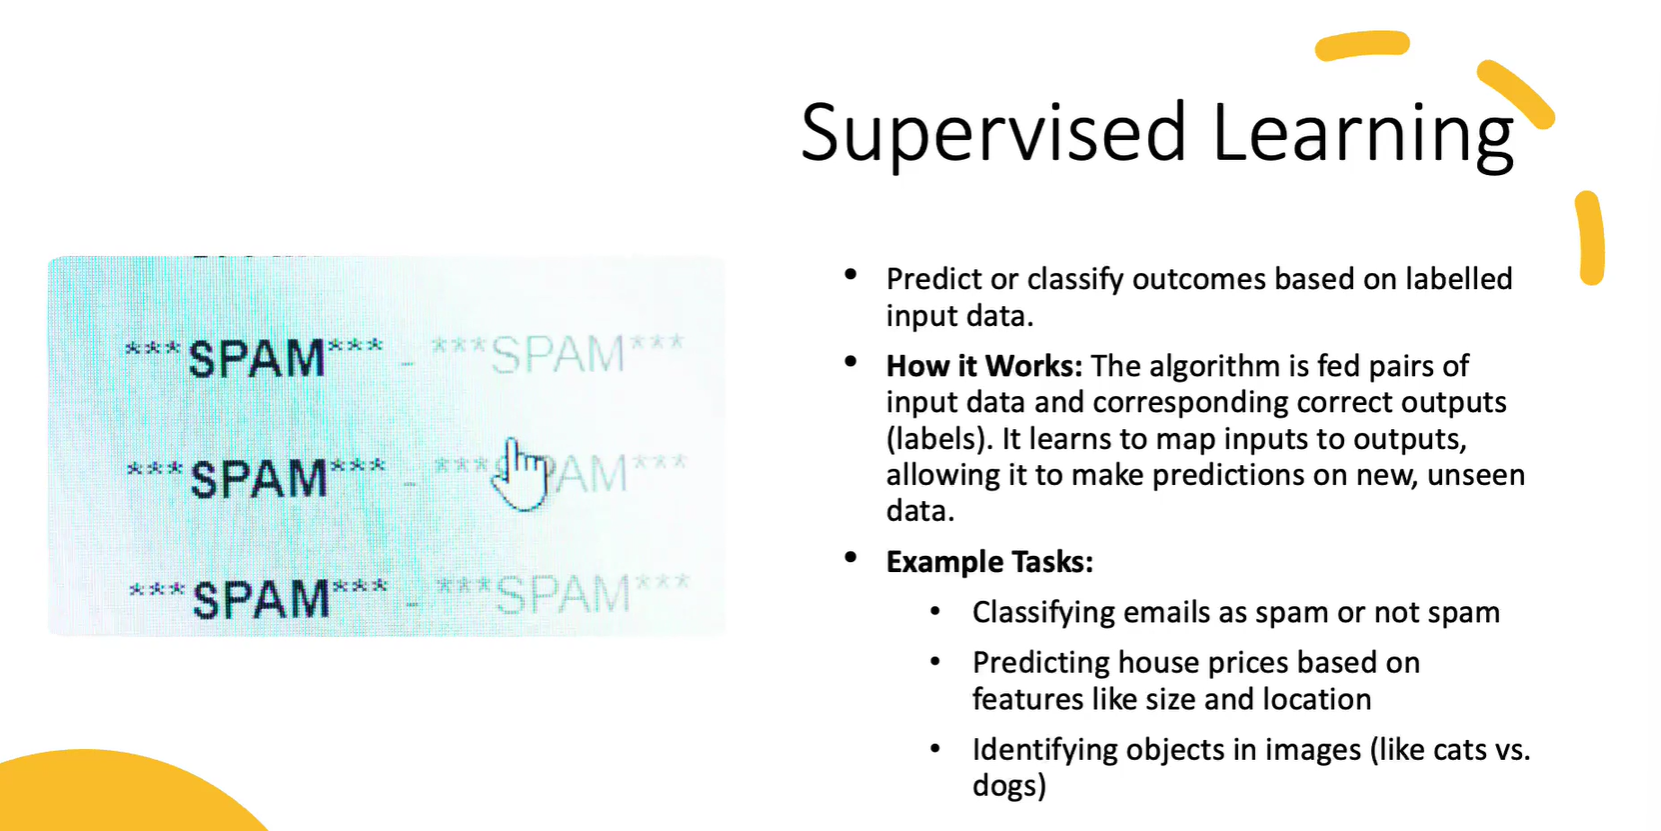 Supervised Learning
***SPAM*** - ***SPAM***
***SPAM*** - ***SPAM***
***SPAM*** - ***SPAM***
• Predict or classify outcomes based on labelled
input data.
• How it Works: The algorithm is fed pairs of
input data and corresponding correct outputs
(labels). It learns to map inputs to outputs,
allowing it to make predictions on new, unseen
data.
• Example Tasks:
• Classifying emails as spam or not spam
• Predicting house prices based on
features like size and location
• Identifying objects in images (like cats vs.
dogs)